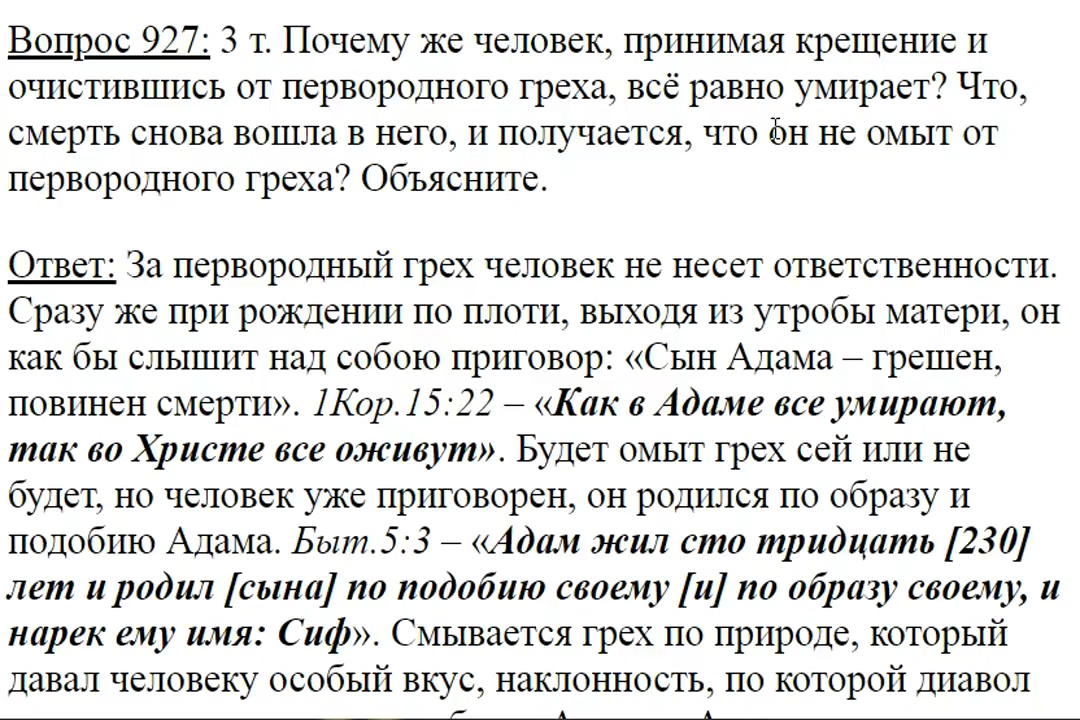 Вопрос 927: 3 т. Почему же человек, принимая крещение и
очистившись от первородного греха, всё равно умирает? Что,
смерть снова вошла в него, и получается, что он не омыт от
первородного греха? Объясните.
Ответ: За первородный грех человек не несет ответственности.
Сразу же при рождении по плоти, выходя из утробы матери, он
как бы слышит над собою приговор: «Сын Адама – грешен,
повинен смерти». 1Кор.15:22 – «Как в Адаме все умирают,
так во Христе все оживут». Будет омыт грех сей или не
будет, но человек уже приговорен, он родился по образу и
подобию Адама. Быт.5:3 – «Адам жил сто тридцать [230]
лет и родил [сына] по подобию своему [и] по образу своему, и
нарек ему имя: Сиф». Смывается грех по природе, который
давал человеку особый вкус, наклонность, по которой диавол